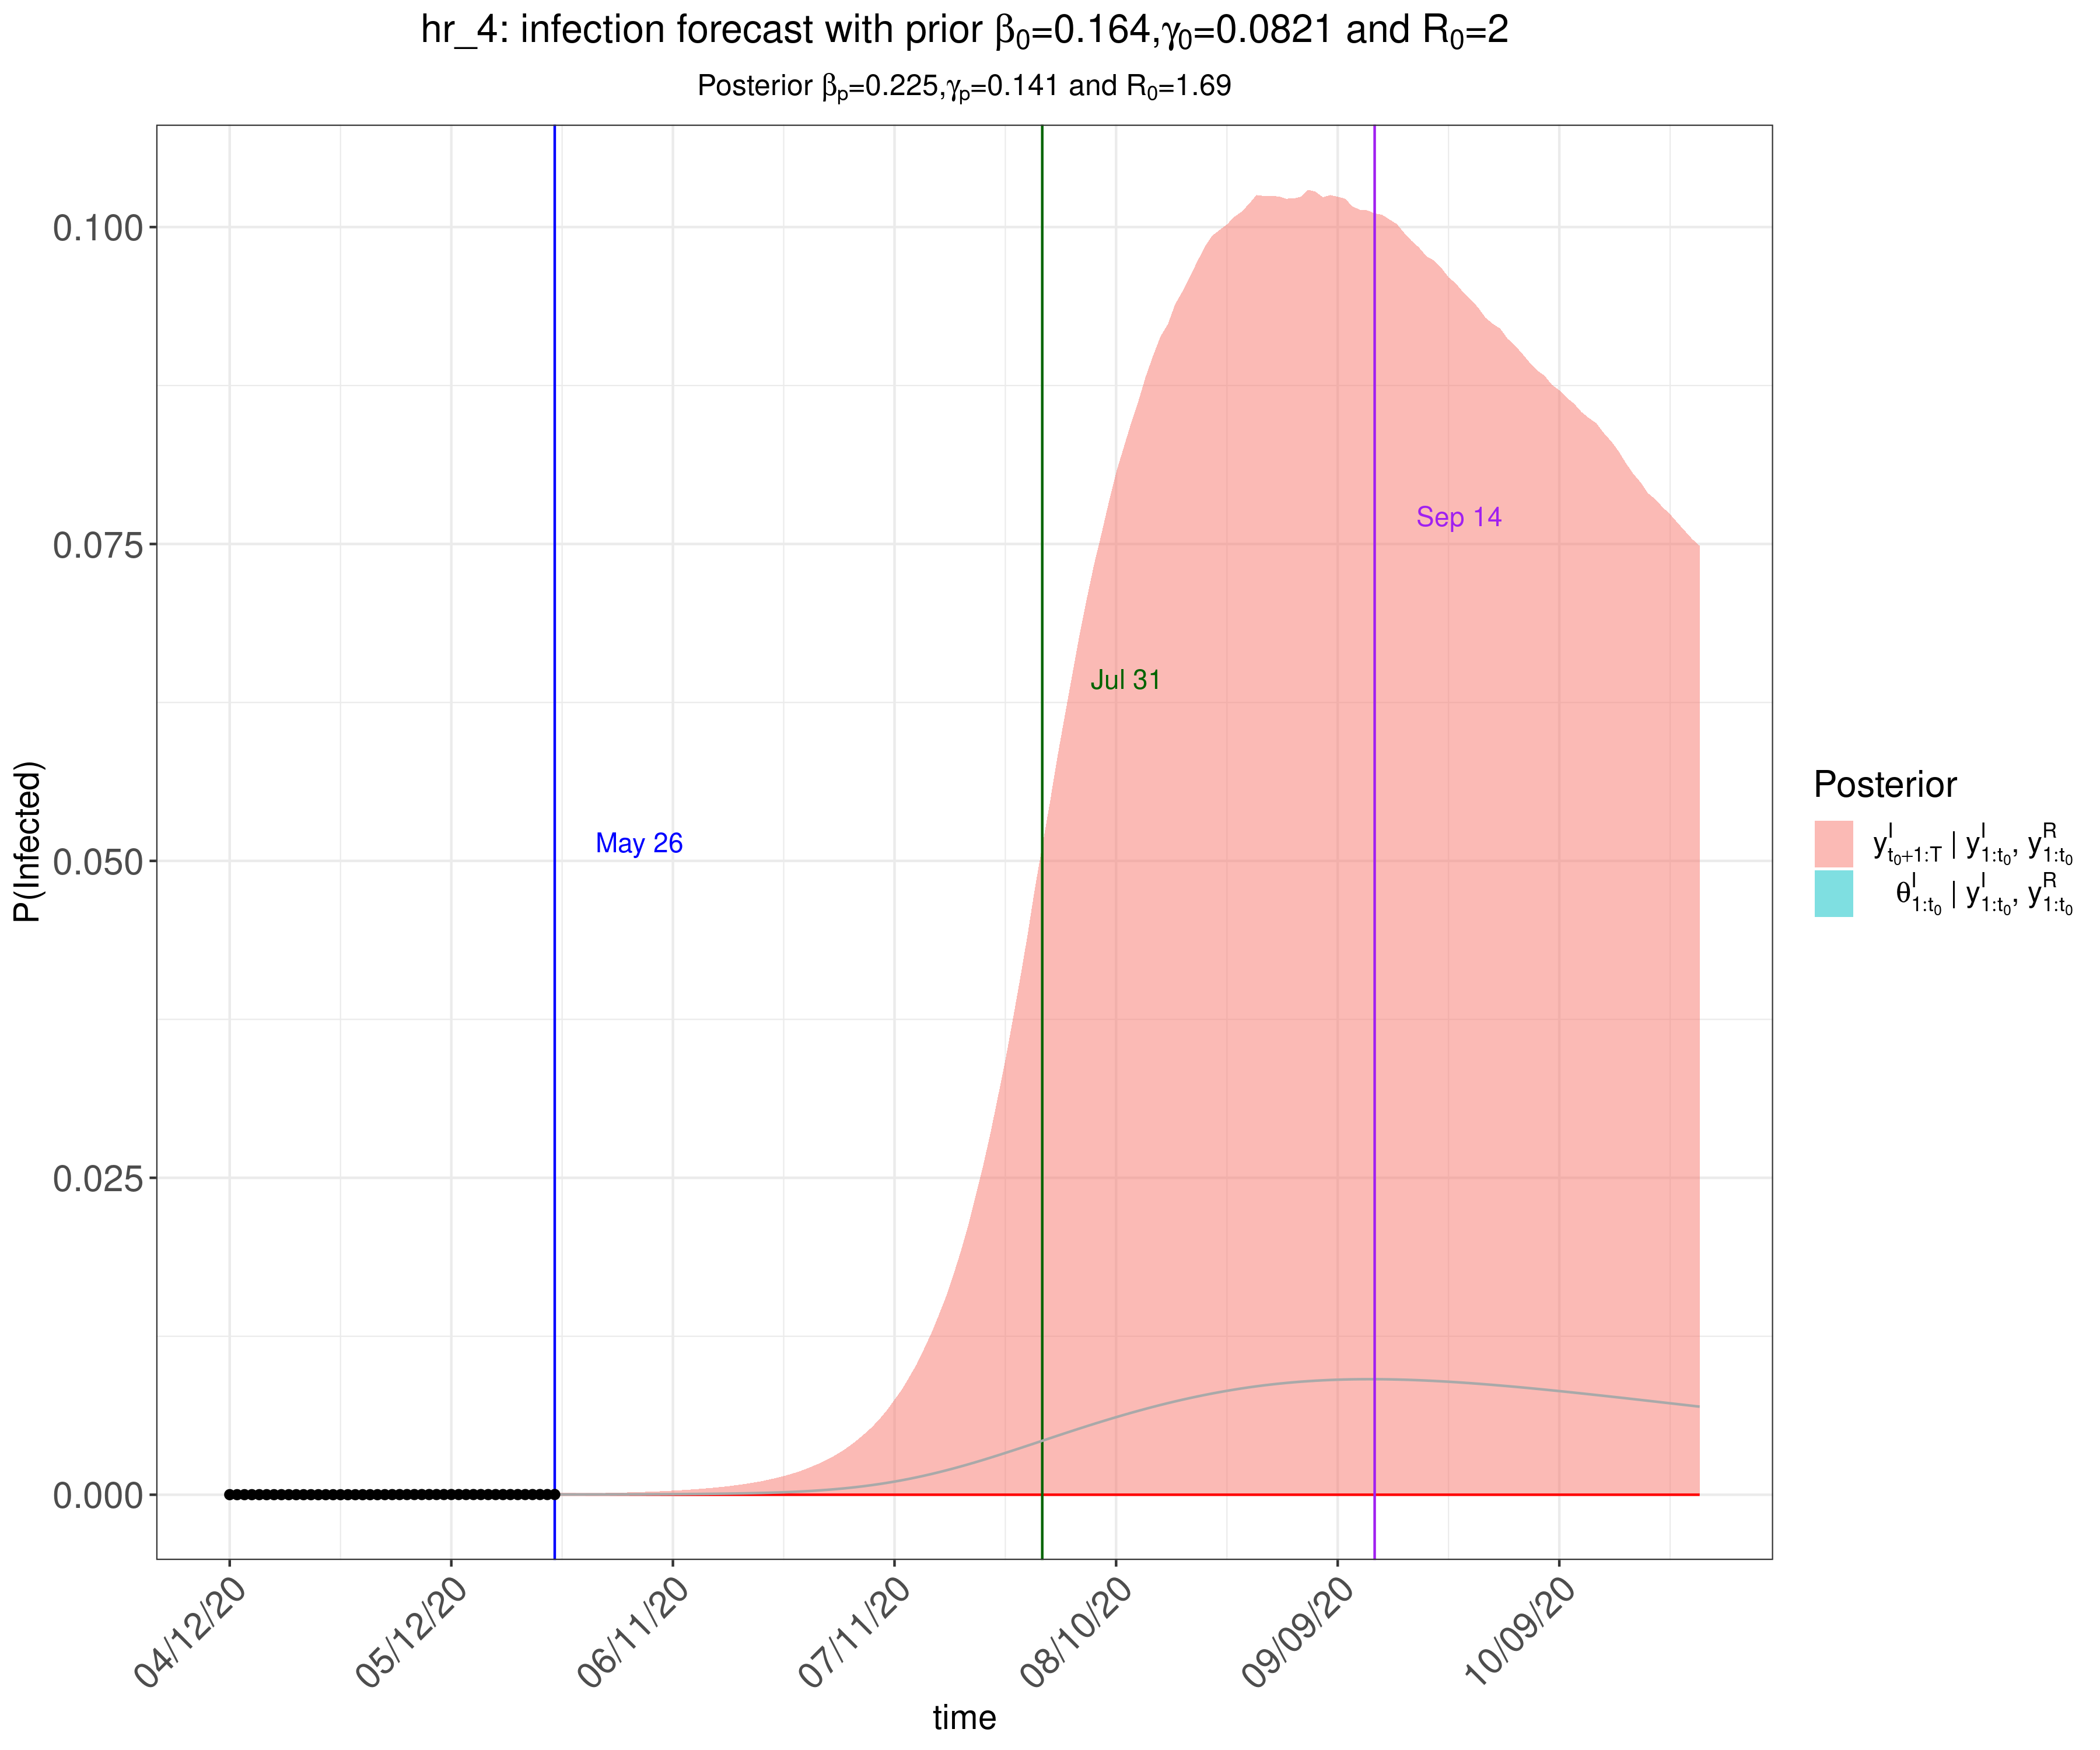 hr_4: infection forecast with prior β₀=0.164,γ₀=0.0821 and R₀=2
Posterior βₚ=0.225,γₚ=0.141 and R₀=1.69
P(Infected)
0.100
0.075
0.050
0.025
0.000
May 26
Jul 31
Sep 14
04/12/20
05/12/20
06/11/20
07/11/20
08/10/20
09/09/20
10/09/20
time
Posterior
y^I_{t₀+1:T} | y^I_{1:t₀}, y^R_{1:t₀}
θ^I_{1:t₀} | y^I_{1:t₀}, y^R_{1:t₀}